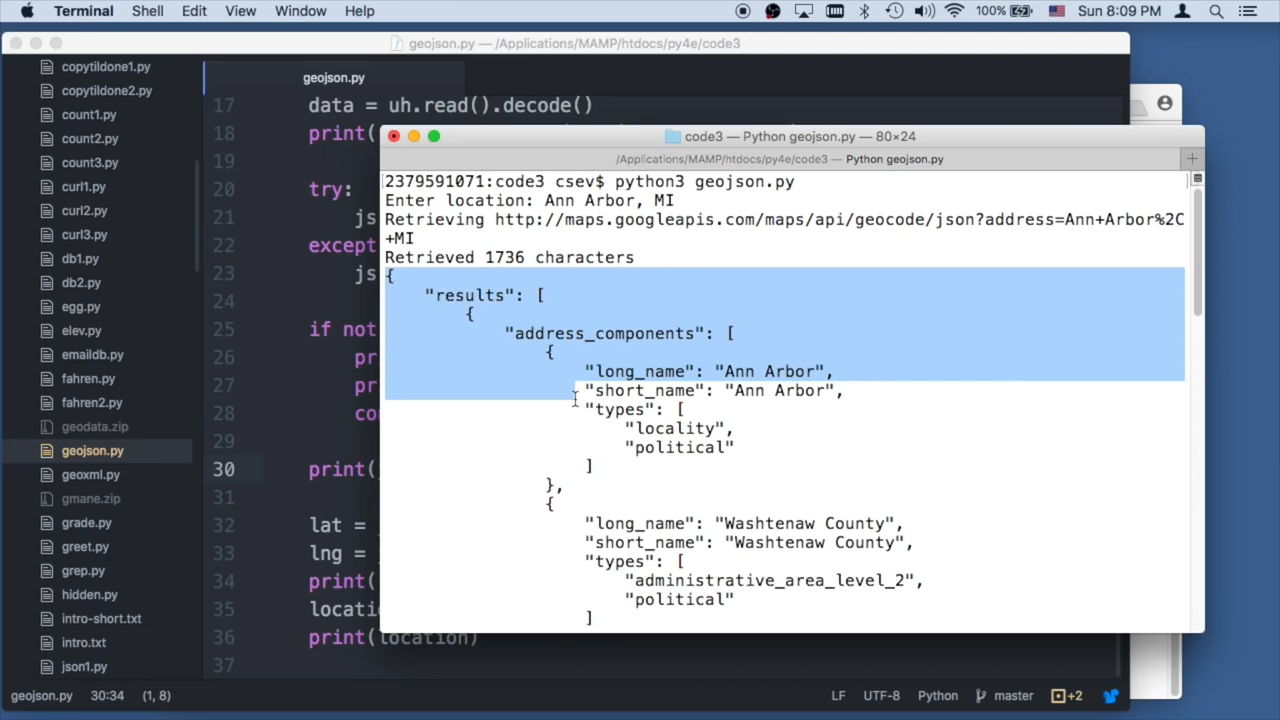 Terminal Shell Edit View Window Help 100% Sun 8:09 PM
geojson.py — /Applications/MAMP/htdocs/py4e/code3
copytildone1.py
copytildone2.py
count1.py
count2.py
count3.py
curl1.py
curl2.py
curl3.py
db1.py
db2.py
egg.py
elev.py
emaildb.py
fahren.py
fahren2.py
geodata.zip
geojson.py
geoxml.py
gmane.zip
grade.py
greet.py
grep.py
hidden.py
intro-short.txt
intro.txt
json1.py
geojson.py
17 data = uh.read().decode()
18 print(
19
20 try:
21 js
22 except
23 js
24
25 if not
26 pr
27 pr
28 co
29
30 print(
31
32 lat =
33 lng =
34 print(
35 locati
36 print(location)
37
code3 — Python geojson.py — 80×24
/Applications/MAMP/htdocs/py4e/code3 — Python geojson.py
[2379591071:code3 csev$ python3 geojson.py ]
Enter location: Ann Arbor, MI
Retrieving http://maps.googleapis.com/maps/api/geocode/json?address=Ann+Arbor%2C
+MI
Retrieved 1736 characters
{
"results": [
{
"address_components": [
{
"long_name": "Ann Arbor",
"short_name": "Ann Arbor",
"types": [
"locality",
"political"
]
},
{
"long_name": "Washtenaw County",
"short_name": "Washtenaw County",
"types": [
"administrative_area_level_2",
"political"
]
geojson.py 30:34 (1, 8) LF UTF-8 Python master +2